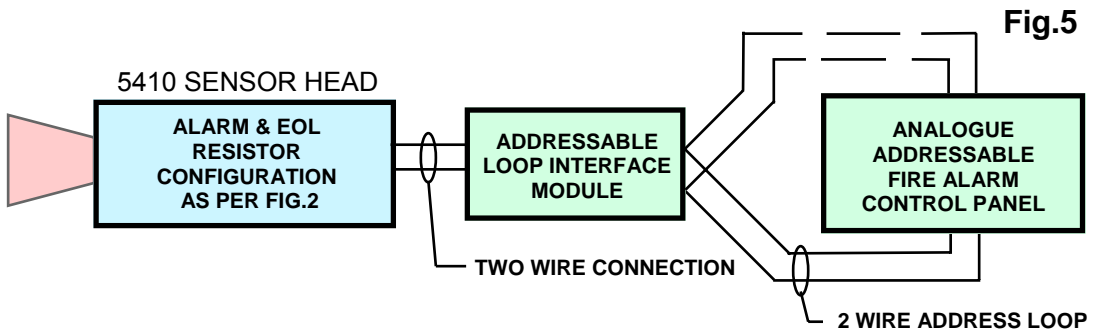 Fig.5
5410 SENSOR HEAD
ALARM & EOL
RESISTOR
CONFIGURATION
AS PER FIG.2
ADDRESSABLE
LOOP INTERFACE
MODULE
ANALOGUE
ADDRESSABLE
FIRE ALARM
CONTROL PANEL
TWO WIRE CONNECTION
2 WIRE ADDRESS LOOP